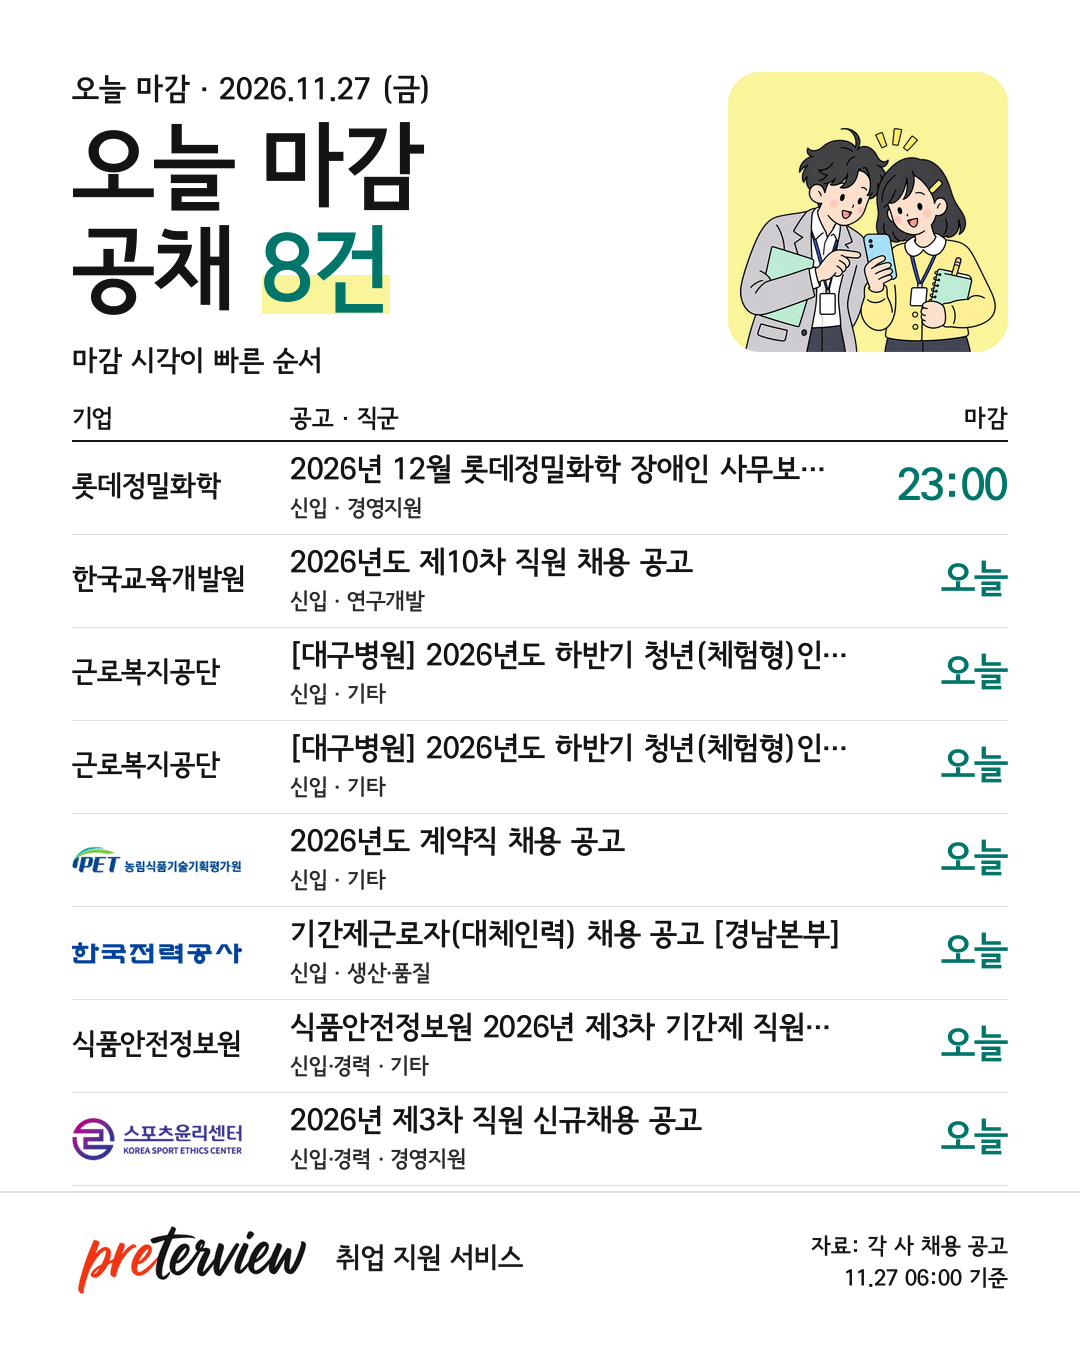 오늘 마감 · 2026.11.27 (금)
오늘 마감
공채 8건
마감 시각이 빠른 순서
기업 공고 · 직군 마감
롯데정밀화학 2026년 12월 롯데정밀화학 장애인 사무보… 23:00
신입 · 경영지원
한국교육개발원 2026년도 제10차 직원 채용 공고 오늘
신입 · 연구개발
근로복지공단 [대구병원] 2026년도 하반기 청년(체험형)인… 오늘
신입 · 기타
근로복지공단 [대구병원] 2026년도 하반기 청년(체험형)인… 오늘
신입 · 기타
iPET 농림식품기술기획평가원 2026년도 계약직 채용 공고 오늘
신입 · 기타
한국전력공사 기간제근로자(대체인력) 채용 공고 [경남본부] 오늘
신입 · 생산·품질
식품안전정보원 식품안전정보원 2026년 제3차 기간제 직원… 오늘
신입·경력 · 기타
스포츠윤리센터 2026년 제3차 직원 신규채용 공고 오늘
KOREA SPORT ETHICS CENTER 신입·경력 · 경영지원
preterview 취업 지원 서비스
자료: 각 사 채용 공고
11.27 06:00 기준